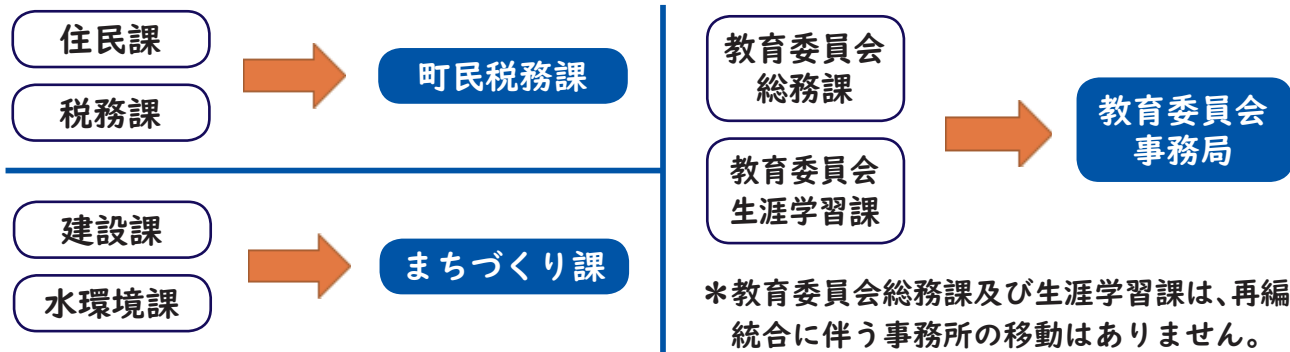 住民課
税務課
町民税務課
建設課
水環境課
まちづくり課
教育委員会
総務課
教育委員会
生涯学習課
教育委員会
事務局
＊教育委員会総務課及び生涯学習課は、再編
統合に伴う事務所の移動はありません。